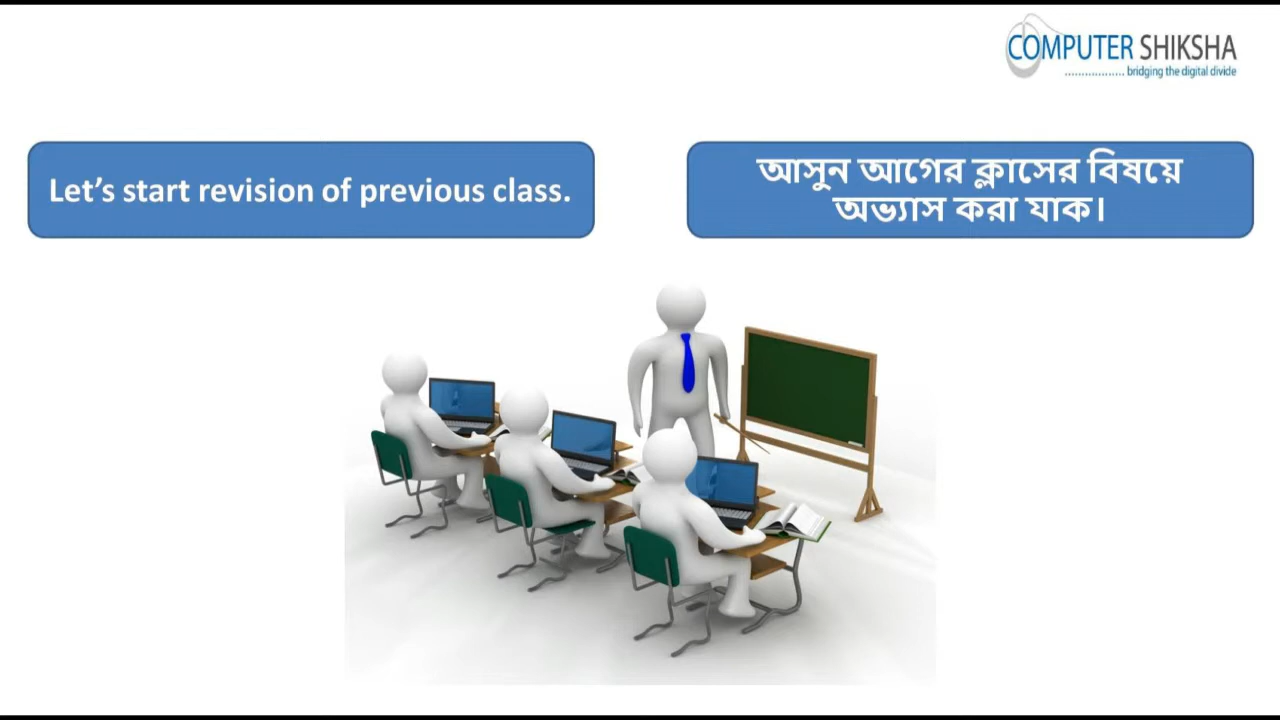 COMPUTER SHIKSHA
bridging the digital divide
Let’s start revision of previous class.
আসুন আগের ক্লাসের বিষয়ে
অভ্যাস করা যাক।